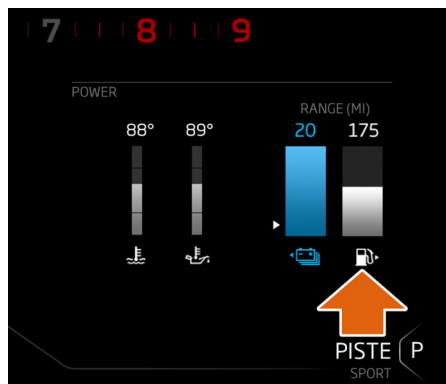 7 8 9
POWER
RANGE (MI)
88° 89° 20 175
PISTE P
SPORT